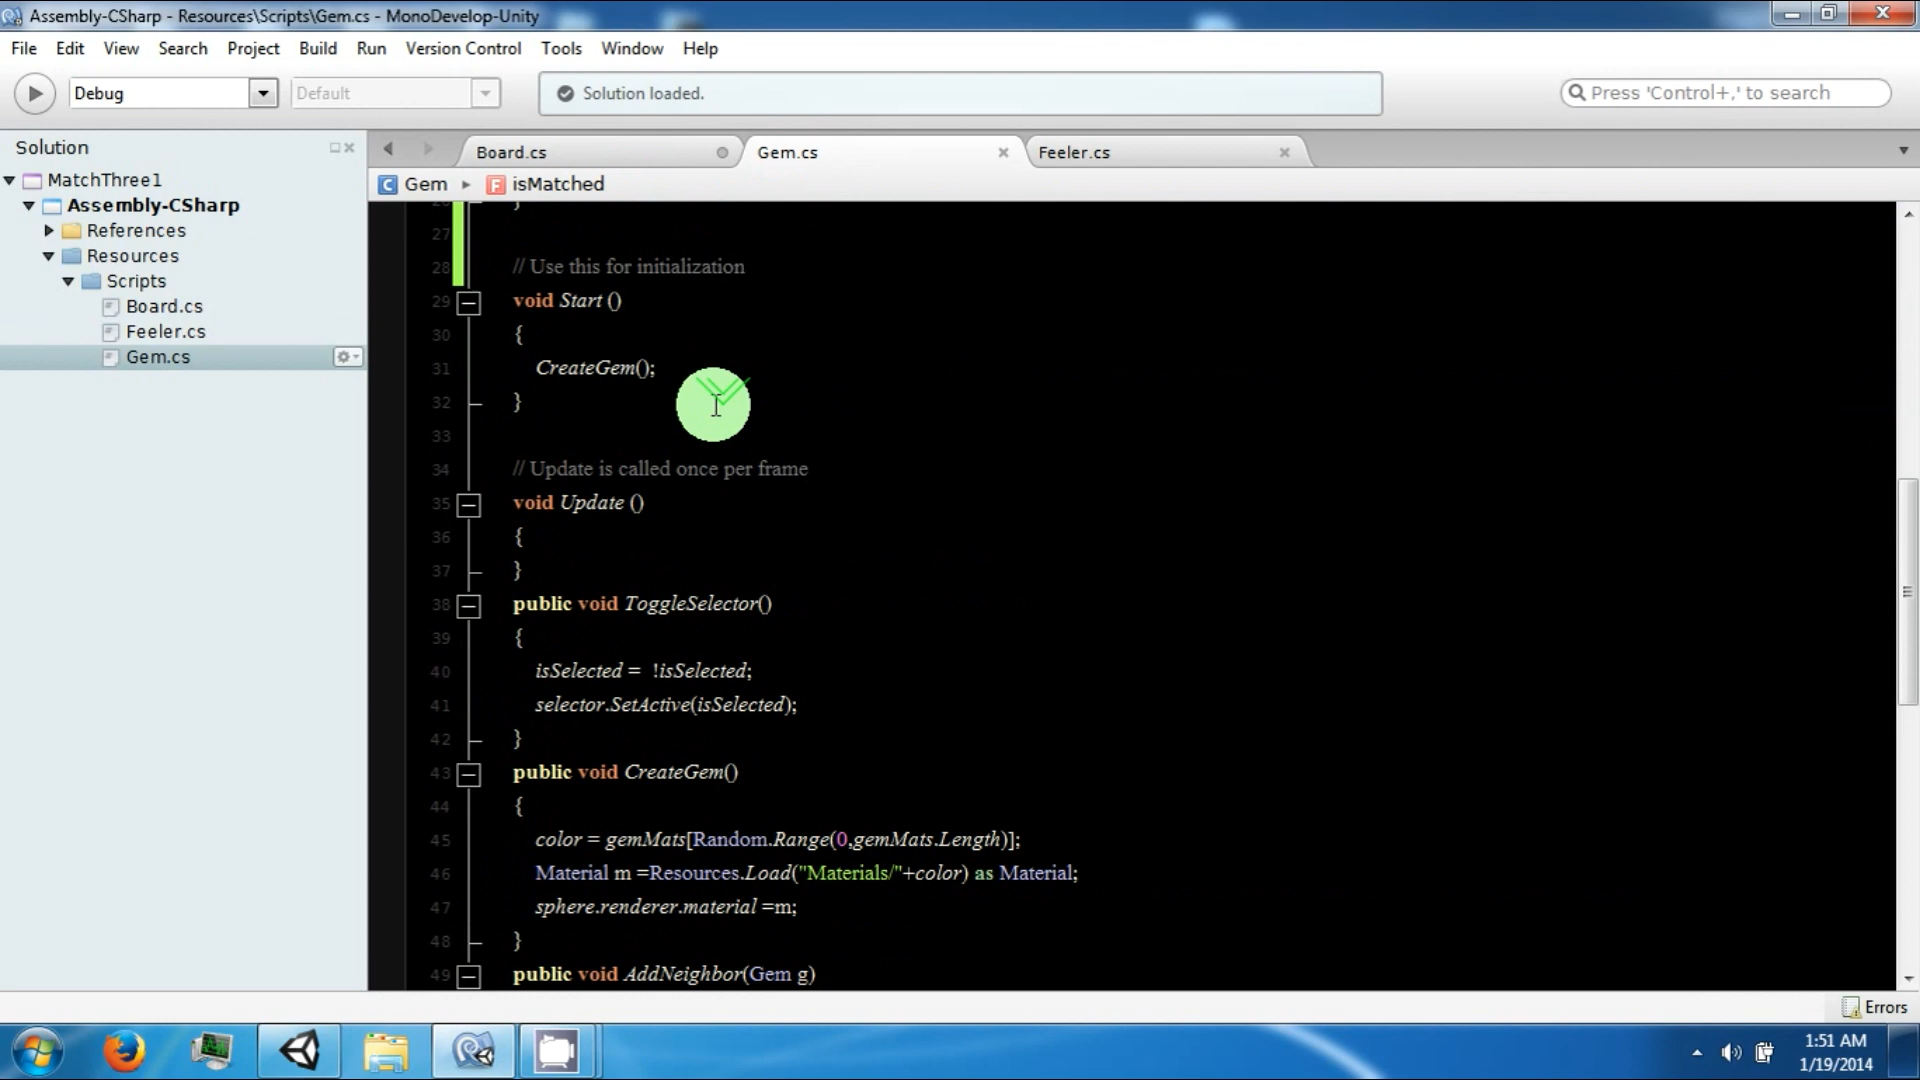 Assembly-CSharp - Resources\Scripts\Gem.cs - MonoDevelop-Unity
File Edit View Search Project Build Run Version Control Tools Window Help
Debug Default Solution loaded. Press 'Control+,' to search
Solution
MatchThree1
Assembly-CSharp
References
Resources
Scripts
Board.cs
Feeler.cs
Gem.cs
Board.cs Gem.cs Feeler.cs
C Gem F isMatched
26 }
27
28 // Use this for initialization
29 void Start ()
30 {
31 CreateGem();
32 }
33
34 // Update is called once per frame
35 void Update ()
36 {
37 }
38 public void ToggleSelector()
39 {
40 isSelected = !isSelected;
41 selector.SetActive(isSelected);
42 }
43 public void CreateGem()
44 {
45 color = gemMats[Random.Range(0,gemMats.Length)];
46 Material m =Resources.Load("Materials/"+color) as Material;
47 sphere.renderer.material =m;
48 }
49 public void AddNeighbor(Gem g)
Errors
1:51 AM
1/19/2014